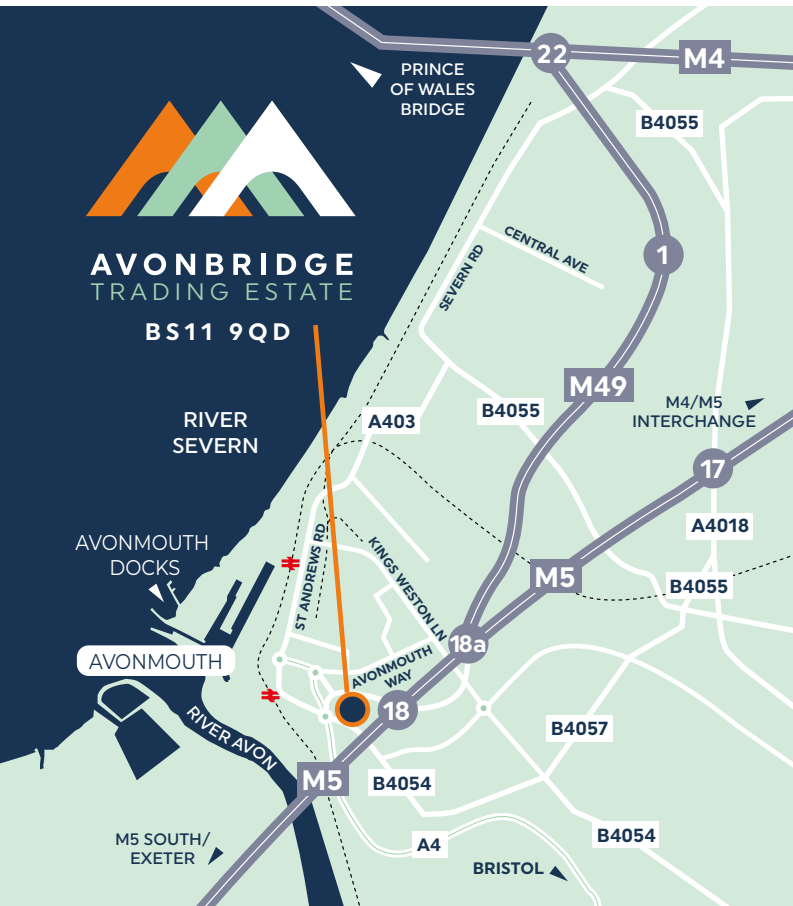 22
M4
PRINCE
OF WALES
BRIDGE
B4055
AVONBRIDGE
TRADING ESTATE
BS11 9QD
CENTRAL AVE
SEVERN RD
1
M49
M4/M5
INTERCHANGE
RIVER
SEVERN
A403
B4055
17
A4018
AVONMOUTH
DOCKS
ST ANDREWS RD
KINGS WESTON LN
M5
B4055
18a
AVONMOUTH
AVONMOUTH
WAY
18
RIVER AVON
B4057
M5
B4054
M5 SOUTH/
EXETER
A4
B4054
BRISTOL